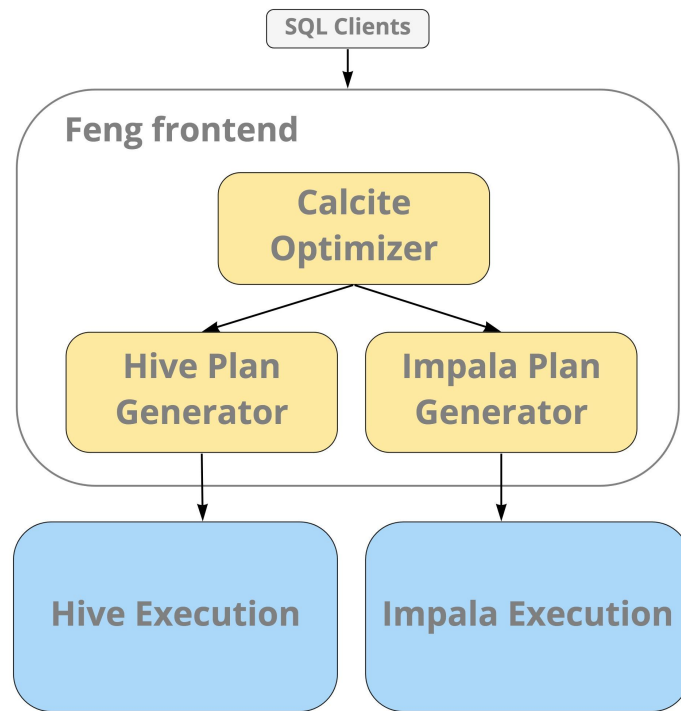 SQL Clients
Feng frontend
Calcite
Optimizer
Hive Plan
Generator
Impala Plan
Generator
Hive Execution
Impala Execution